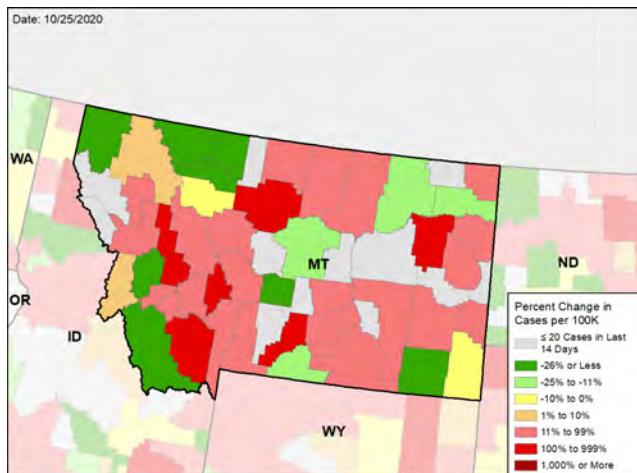 Date: 10/25/2020
WA
MT
ND
OR
ID
WY
Percent Change in
Cases per 100K
≤ 20 Cases in Last
14 Days
-26% or Less
-25% to -11%
-10% to 0%
1% to 10%
11% to 99%
100% to 999%
1,000% or More